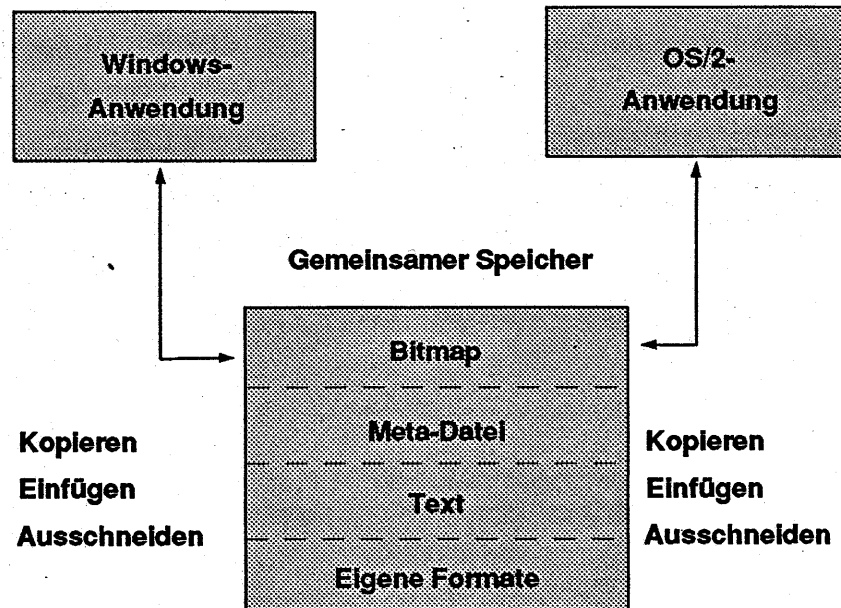 Windows-
Anwendung
OS/2-
Anwendung
Gemeinsamer Speicher
Bitmap
Meta-Datei
Text
Eigene Formate
Kopieren
Einfügen
Ausschneiden
Kopieren
Einfügen
Ausschneiden